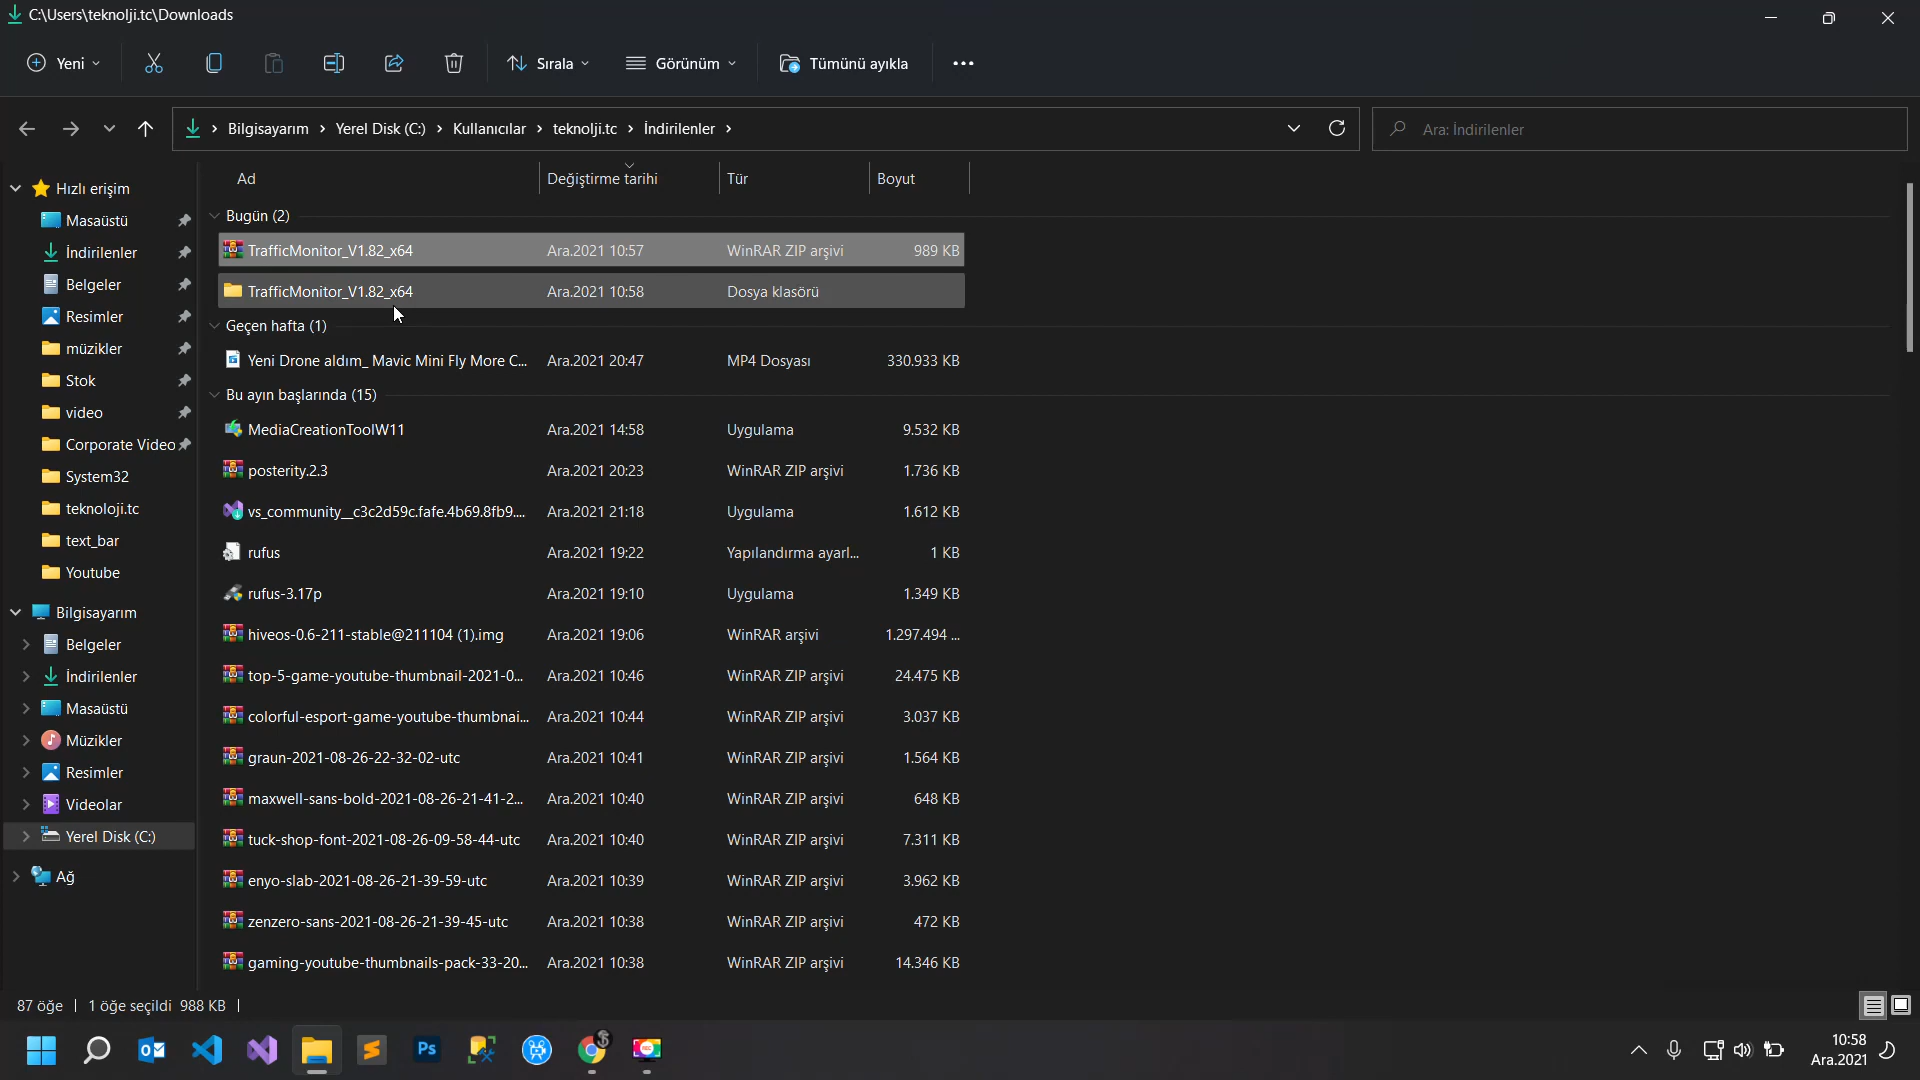 C:\Users\teknolji.tc\Downloads
Yeni
Sırala
Görünüm
Tümünü ayıkla
Bilgisayarım › Yerel Disk (C:) › Kullanıcılar › teknolji.tc › İndirilenler ›
Ara: İndirilenler
Hızlı erişim
Masaüstü
İndirilenler
Belgeler
Resimler
müzikler
Stok
video
Corporate Video
System32
teknoloji.tc
text_bar
Youtube
Bilgisayarım
Belgeler
İndirilenler
Masaüstü
Müzikler
Resimler
Videolar
Yerel Disk (C:)
Ağ
Ad Değiştirme tarihi Tür Boyut
Bugün (2)
TrafficMonitor_V1.82_x64 Ara.2021 10:57 WinRAR ZIP arşivi 989 KB
TrafficMonitor_V1.82_x64 Ara.2021 10:58 Dosya klasörü
Geçen hafta (1)
Yeni Drone aldım_ Mavic Mini Fly More C... Ara.2021 20:47 MP4 Dosyası 330.933 KB
Bu ayın başlarında (15)
MediaCreationToolW11 Ara.2021 14:58 Uygulama 9.532 KB
posterity.2.3 Ara.2021 20:23 WinRAR ZIP arşivi 1.736 KB
vs_community__c3c2d59c.fafe.4b69.8fb9.... Ara.2021 21:18 Uygulama 1.612 KB
rufus Ara.2021 19:22 Yapılandırma ayarl... 1 KB
rufus-3.17p Ara.2021 19:10 Uygulama 1.349 KB
hiveos-0.6-211-stable@211104 (1).img Ara.2021 19:06 WinRAR arşivi 1.297.494 ...
top-5-game-youtube-thumbnail-2021-0... Ara.2021 10:46 WinRAR ZIP arşivi 24.475 KB
colorful-esport-game-youtube-thumbnai... Ara.2021 10:44 WinRAR ZIP arşivi 3.037 KB
graun-2021-08-26-22-32-02-utc Ara.2021 10:41 WinRAR ZIP arşivi 1.564 KB
maxwell-sans-bold-2021-08-26-21-41-2... Ara.2021 10:40 WinRAR ZIP arşivi 648 KB
tuck-shop-font-2021-08-26-09-58-44-utc Ara.2021 10:40 WinRAR ZIP arşivi 7.311 KB
enyo-slab-2021-08-26-21-39-59-utc Ara.2021 10:39 WinRAR ZIP arşivi 3.962 KB
zenzero-sans-2021-08-26-21-39-45-utc Ara.2021 10:38 WinRAR ZIP arşivi 472 KB
gaming-youtube-thumbnails-pack-33-20... Ara.2021 10:38 WinRAR ZIP arşivi 14.346 KB
87 öğe | 1 öğe seçildi 988 KB |
Ps
10:58
Ara.2021